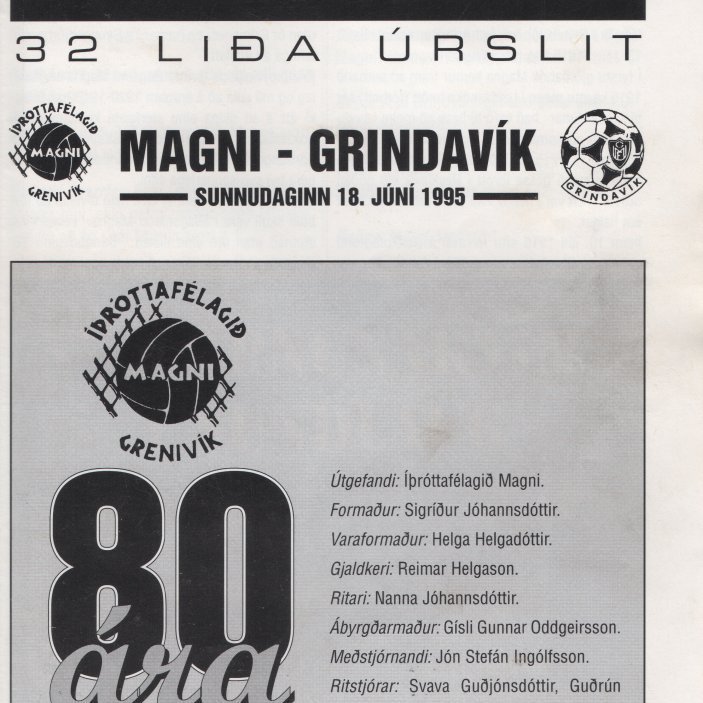 32 LIÐA ÚRSLIT
ÍÞRÓTTAFÉLAGIÐ
MAGNI
GRENIVÍK
MAGNI - GRINDAVÍK
SUNNUDAGINN 18. JÚNÍ 1995
GRINDAVÍK
ÍÞRÓTTAFÉLAGIÐ
MAGNI
GRENIVÍK
80
ára
Útgefandi: Íþróttafélagið Magni.
Formaður: Sigríður Jóhannsdóttir.
Varaformaður: Helga Helgadóttir.
Gjaldkeri: Reimar Helgason.
Ritari: Nanna Jóhannsdóttir.
Ábyrgðarmaður: Gísli Gunnar Oddgeirsson.
Meðstjórnandi: Jón Stefán Ingólfsson.
Ritstjórar: Svava Guðjónsdóttir, Guðrún